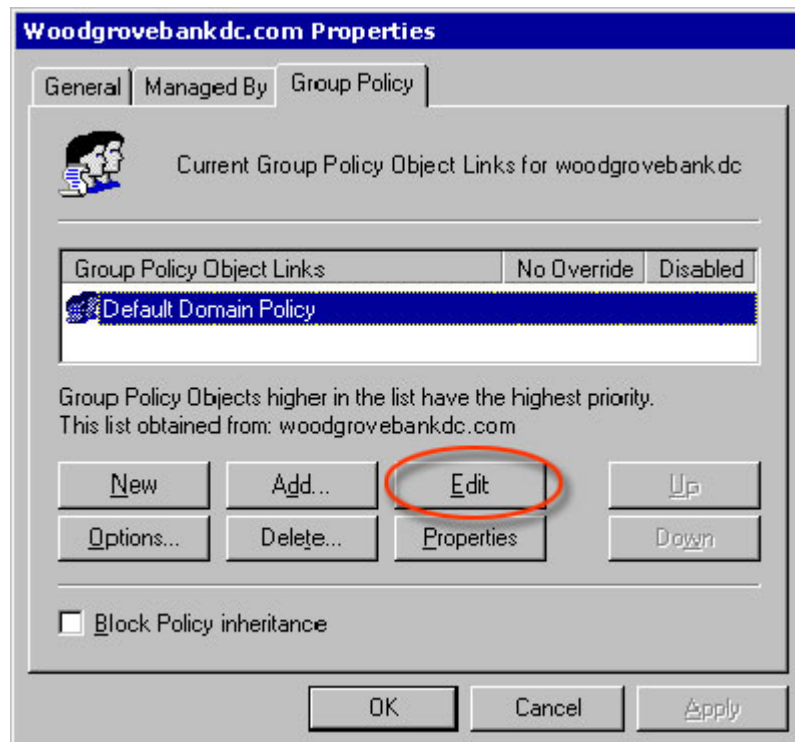 Woodgrovebankdc.com Properties
General Managed By Group Policy
Current Group Policy Object Links for woodgrovebankdc
Group Policy Object Links No Override Disabled
Default Domain Policy
Group Policy Objects higher in the list have the highest priority.
This list obtained from: woodgrovebankdc.com
New Add... Edit Up
Options... Delete... Properties Down
Block Policy inheritance
OK Cancel Apply